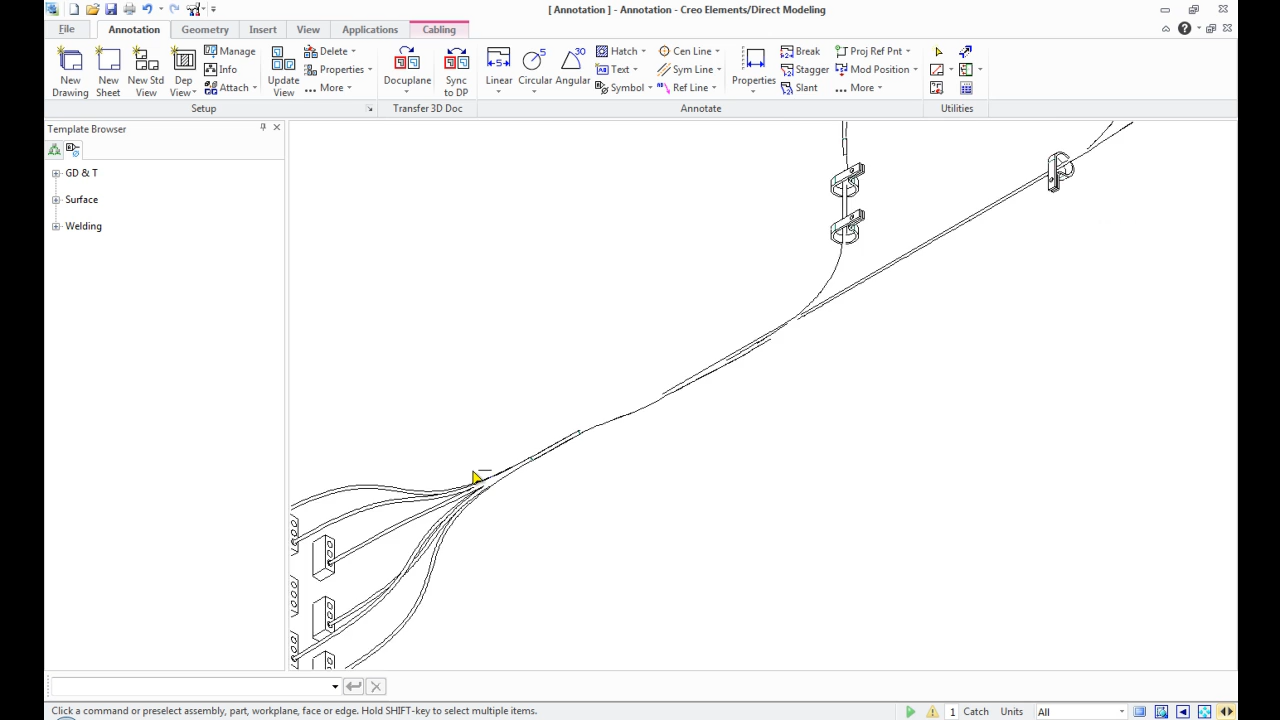 [ Annotation ] - Annotation - Creo Elements/Direct Modeling
File Annotation Geometry Insert View Applications Cabling
New Drawing
New Sheet
New Std View
Dep View
Manage
Info
Attach
Update View
Delete
Properties
More
Setup
Docuplane
Sync to DP
Transfer 3D Doc
5
Linear
5
Circular
30
Angular
Hatch
Text
Symbol
Cen Line
Sym Line
Ref Line
Properties
Break
Stagger
Slant
Proj Ref Pnt
Mod Position
More
Annotate
Utilities
Template Browser
GD & T
Surface
Welding
Click a command or preselect assembly, part, workplane, face or edge. Hold SHIFT-key to select multiple items.
1 Catch Units All